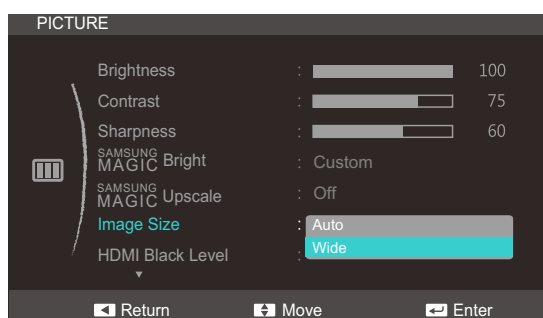 PICTURE
Brightness : 100
Contrast : 75
Sharpness : 60
SAMSUNG MAGIC Bright : Custom
SAMSUNG MAGIC Upscale : Off
Image Size : Auto
Wide
HDMI Black Level :
Return Move Enter